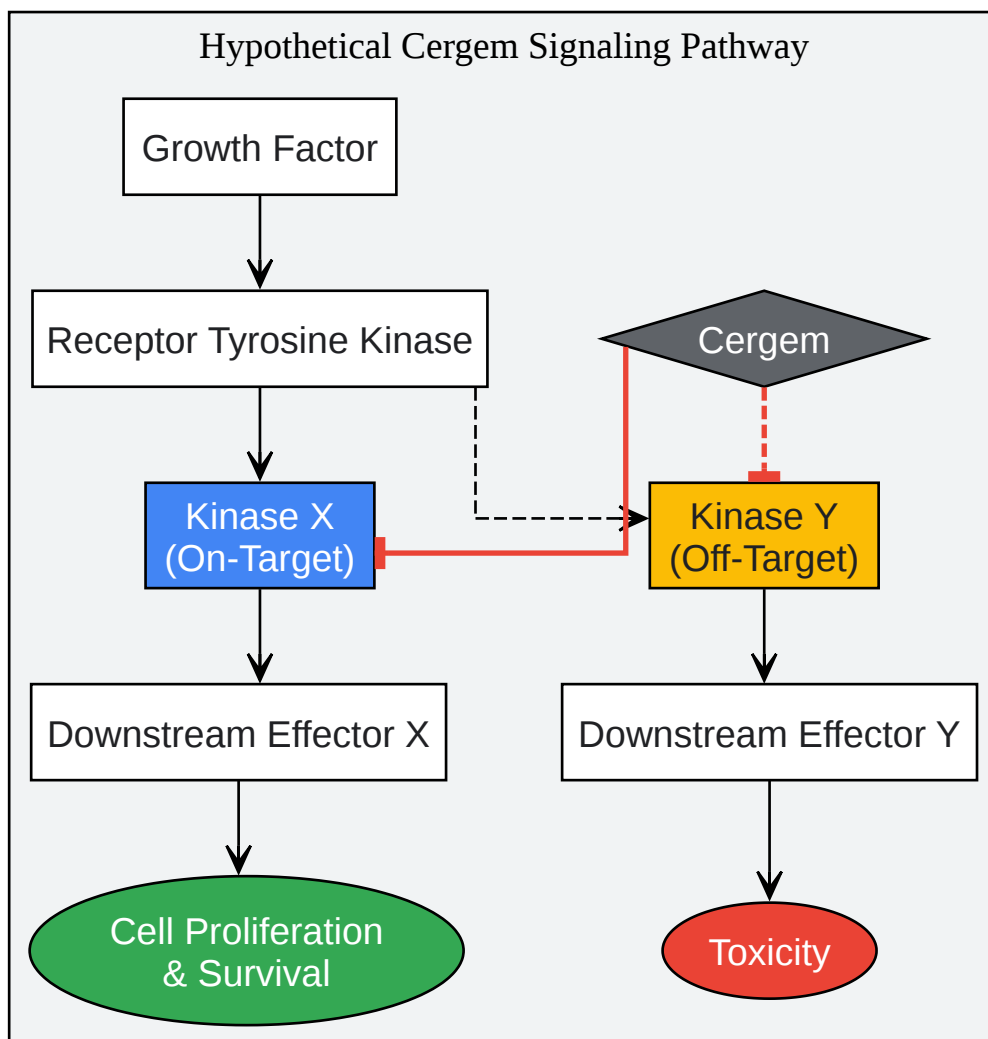 Hypothetical Cergem Signaling Pathway
Growth Factor
Receptor Tyrosine Kinase
Cergem
Kinase X
(On-Target)
Kinase Y
(Off-Target)
Downstream Effector X
Downstream Effector Y
Cell Proliferation
& Survival
Toxicity